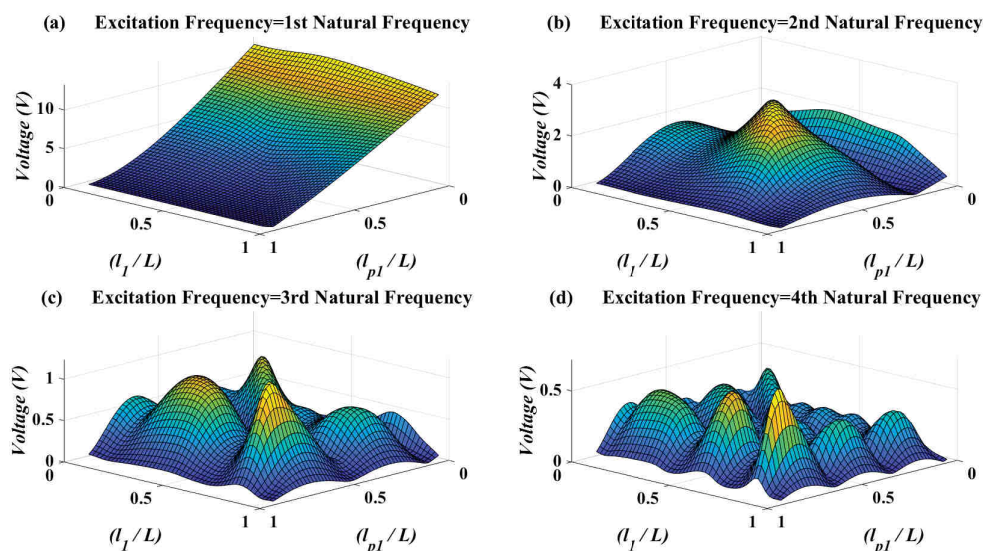 (a) Excitation Frequency=1st Natural Frequency
(b) Excitation Frequency=2nd Natural Frequency
Voltage (V)
10
5
0
0
0.5
1
1
0.5
0
(l1 / L)
(lp1 / L)
Voltage (V)
4
2
0
0
0.5
1
1
0.5
0
(l1 / L)
(lp1 / L)
(c) Excitation Frequency=3rd Natural Frequency
(d) Excitation Frequency=4th Natural Frequency
Voltage (V)
1
0.5
0
0
0.5
1
1
0.5
0
(l1 / L)
(lp1 / L)
Voltage (V)
0.5
0
0
0.5
1
1
0.5
0
(l1 / L)
(lp1 / L)